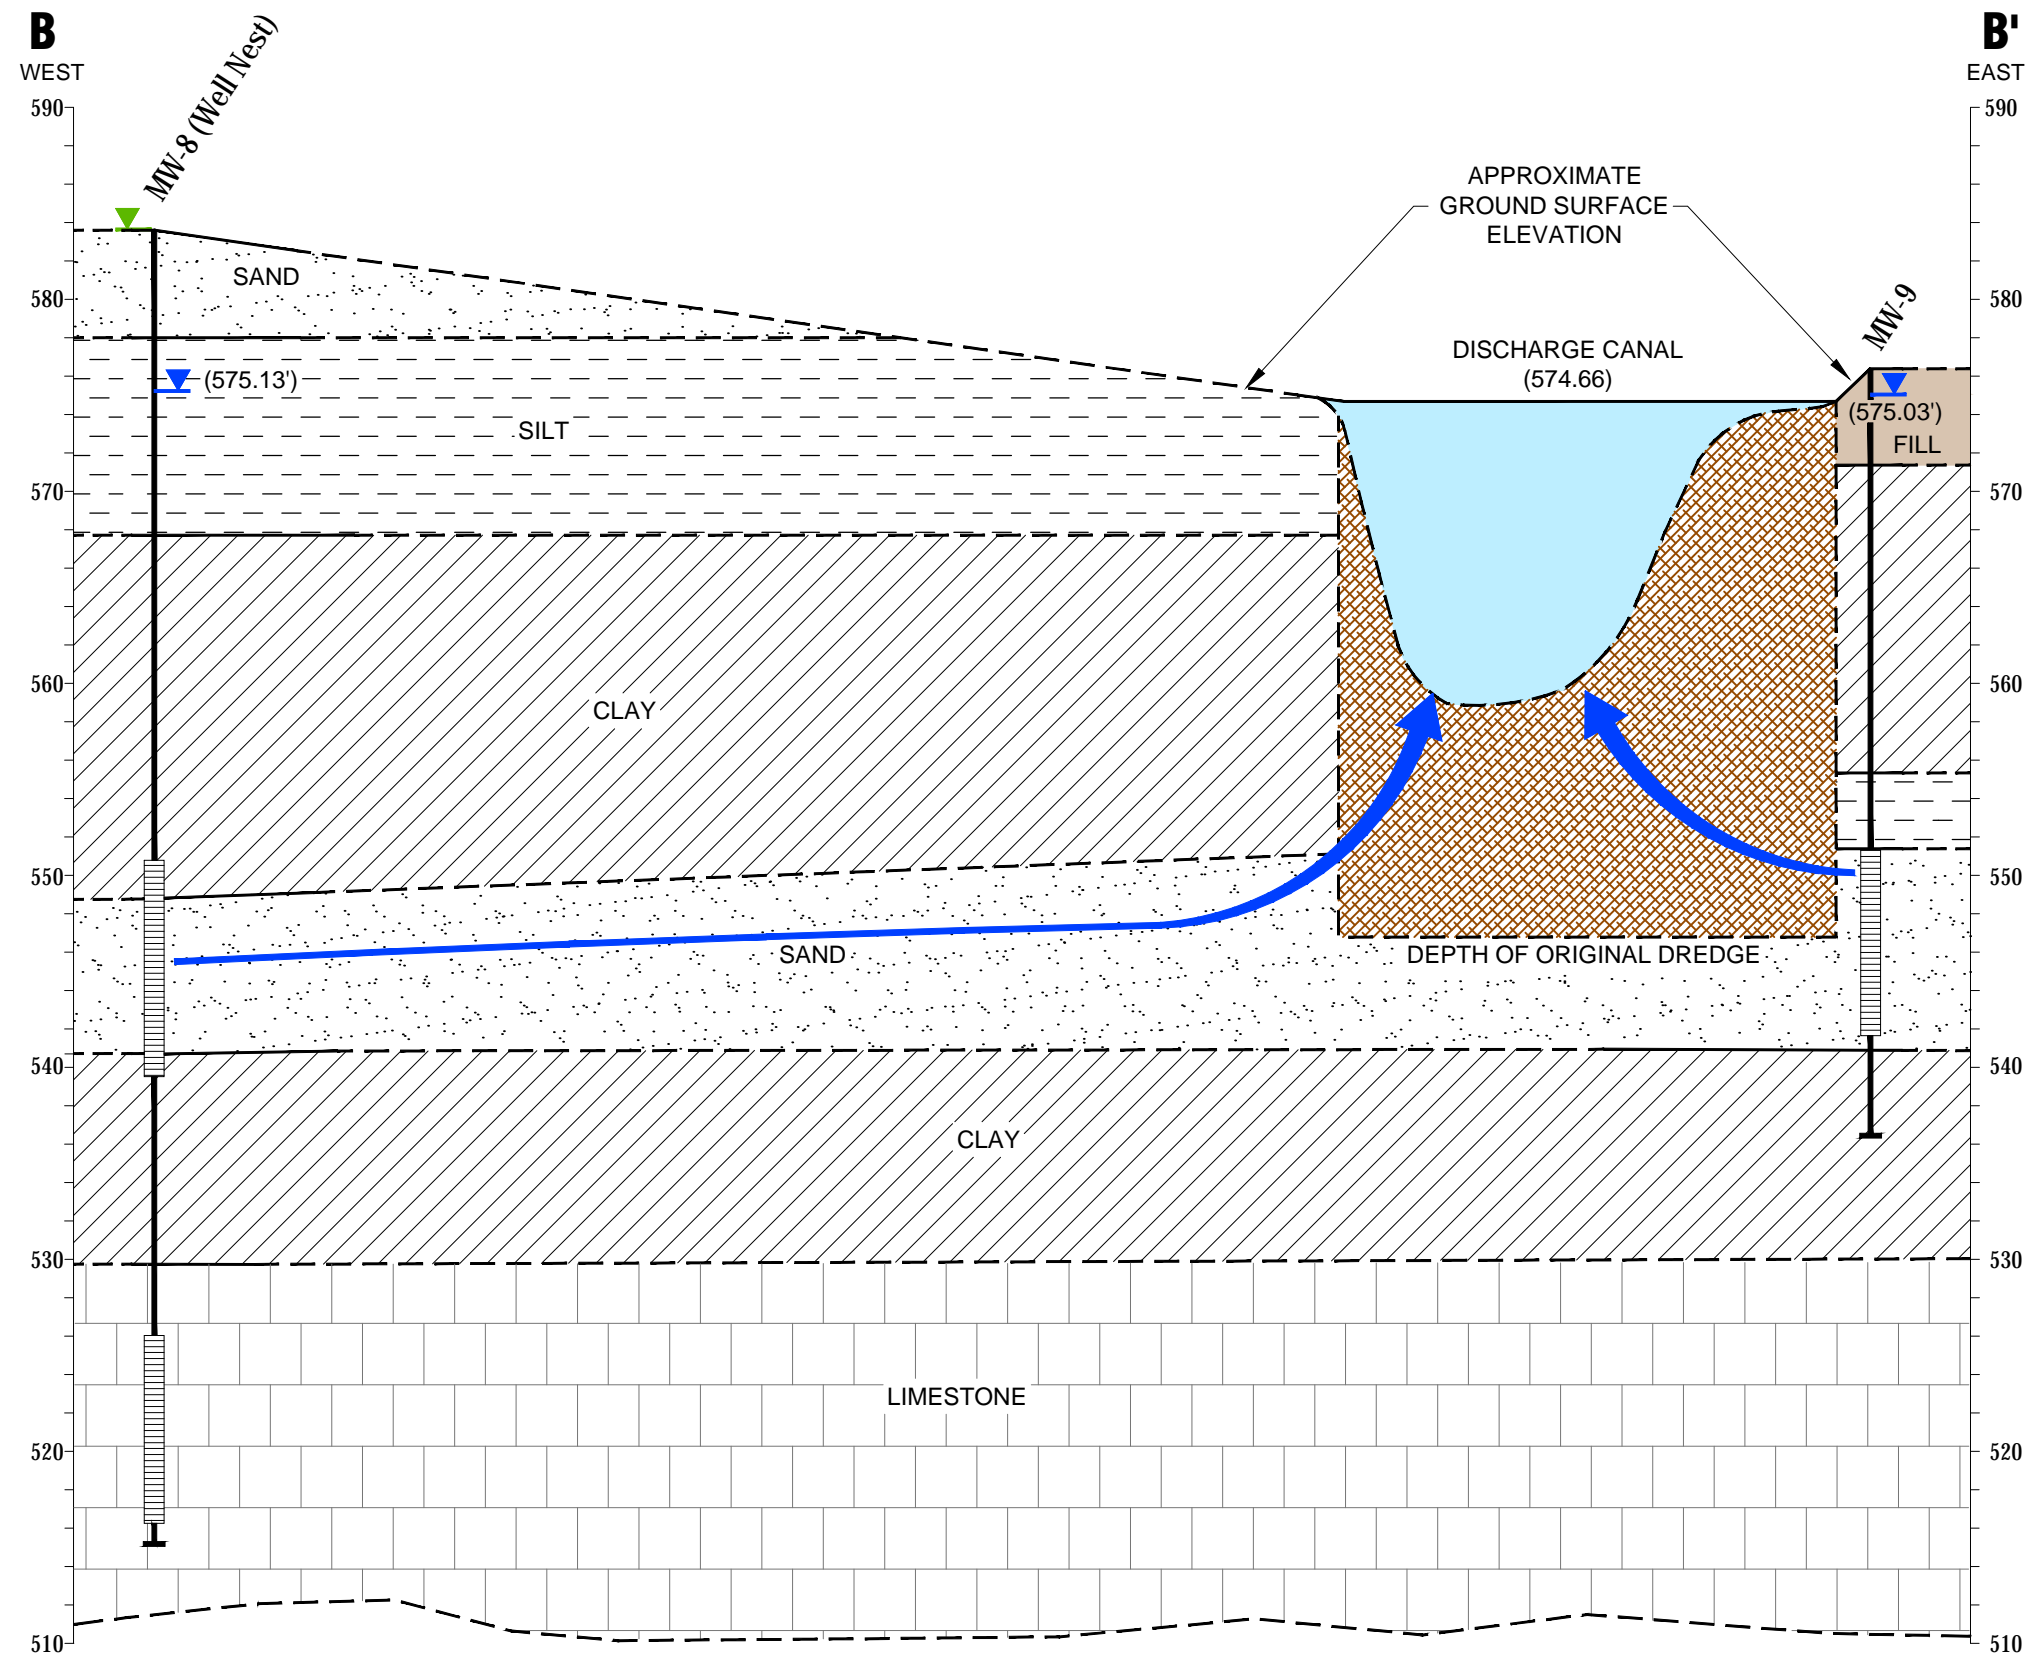 B
WEST
MW-8 (Well Nest)
B'
EAST
590
590
APPROXIMATE
GROUND SURFACE
ELEVATION
SAND
580
MW-9
580
DISCHARGE CANAL
(574.66)
(575.13')
(575.03')
SILT
FILL
570
570
560
560
CLAY
550
550
SAND
DEPTH OF ORIGINAL DREDGE
540
540
CLAY
530
530
LIMESTONE
520
520
510
510